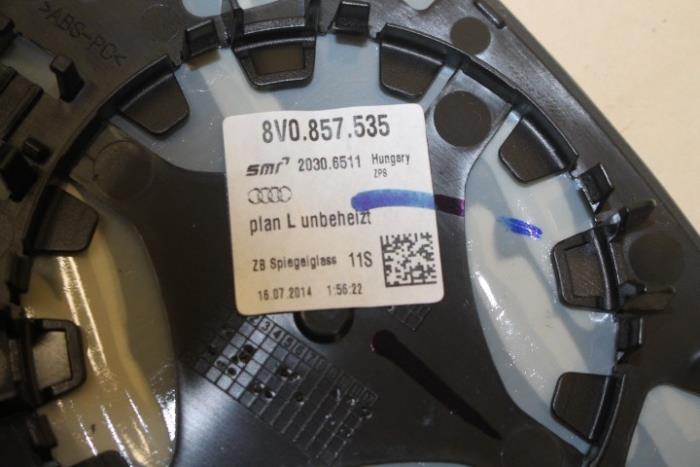 >ABS-PC<
8V0.857.535
smr 2030.6511 Hungary
ZPS
plan L unbeheizt
ZB Spiegelglass 11S
16.07.2014 1:56:22